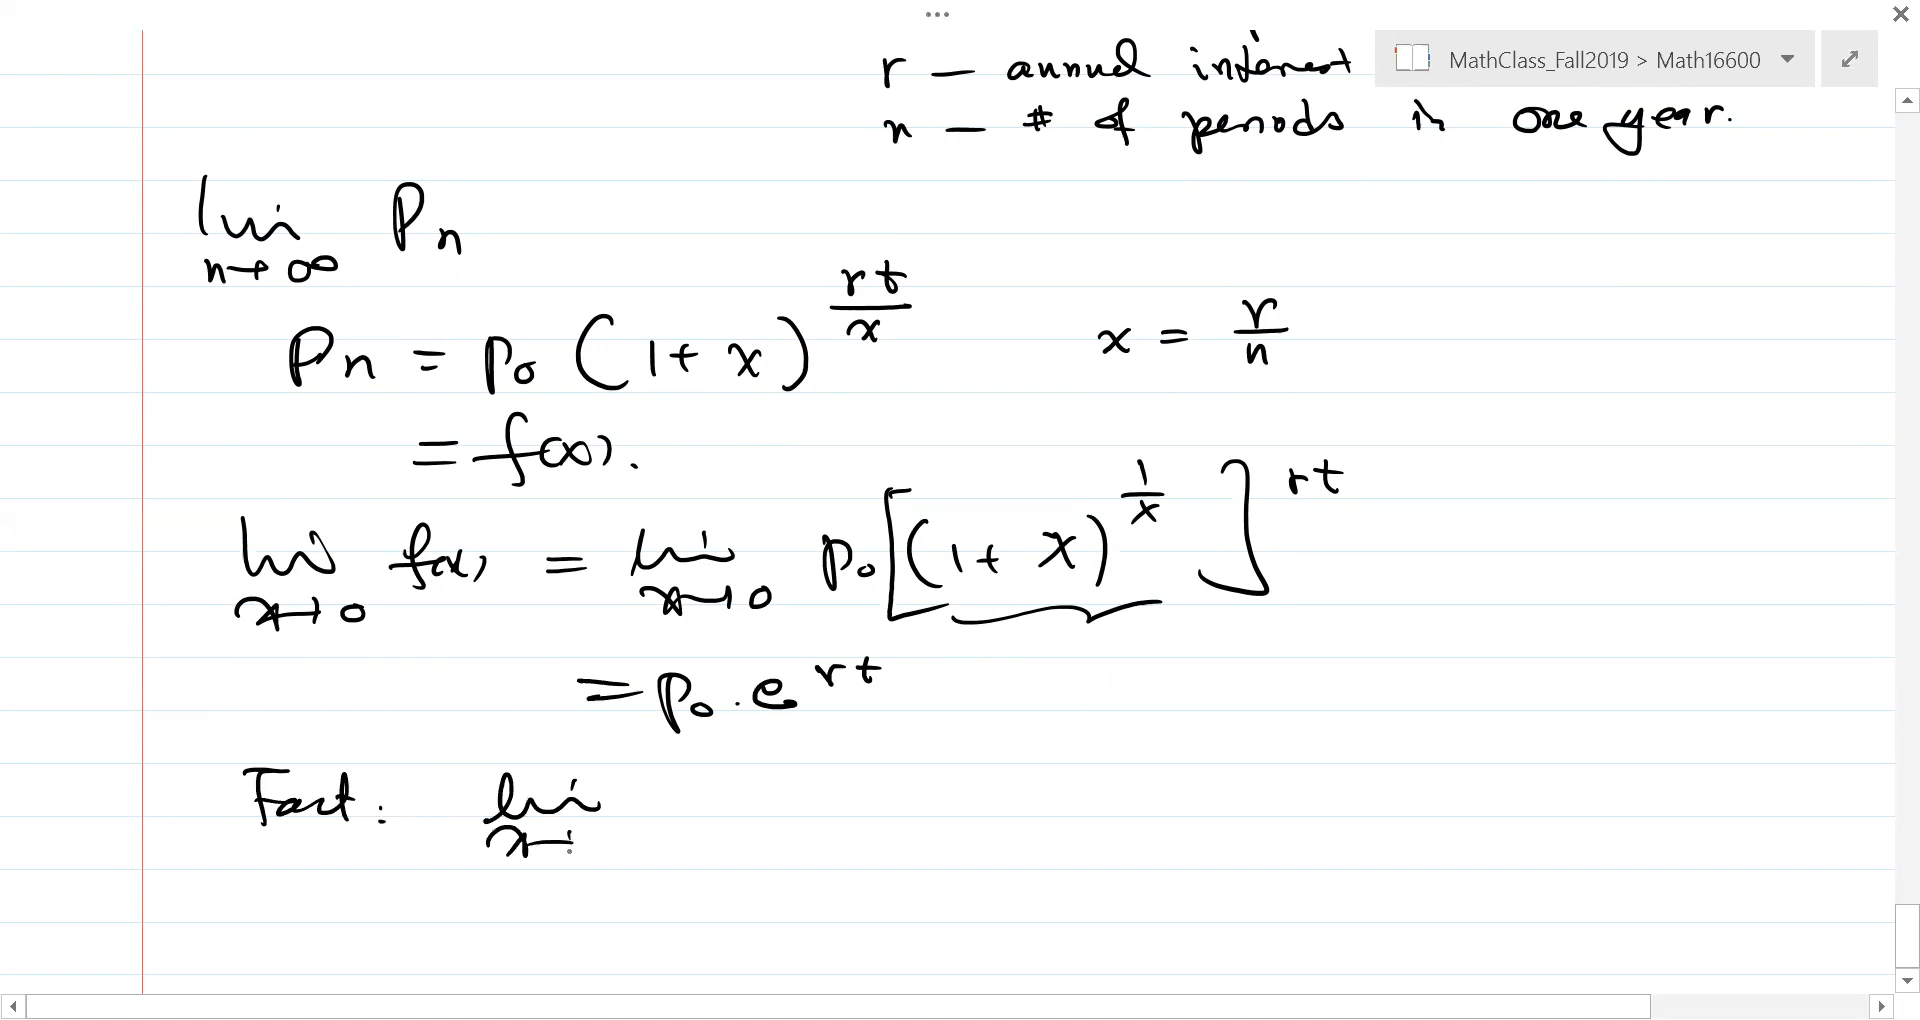 r — annual interest
MathClass_Fall2019 > Math16600
n — # of periods in one year.
lim n→∞ Pn
Pn = P₀ (1 + x)^(rt/x)    x = r/n
= f(x).
lim x→0 f(x) = lim x→0 P₀ [(1 + x)^(1/x)]^rt
= P₀ . e^rt
Fact: lim x–